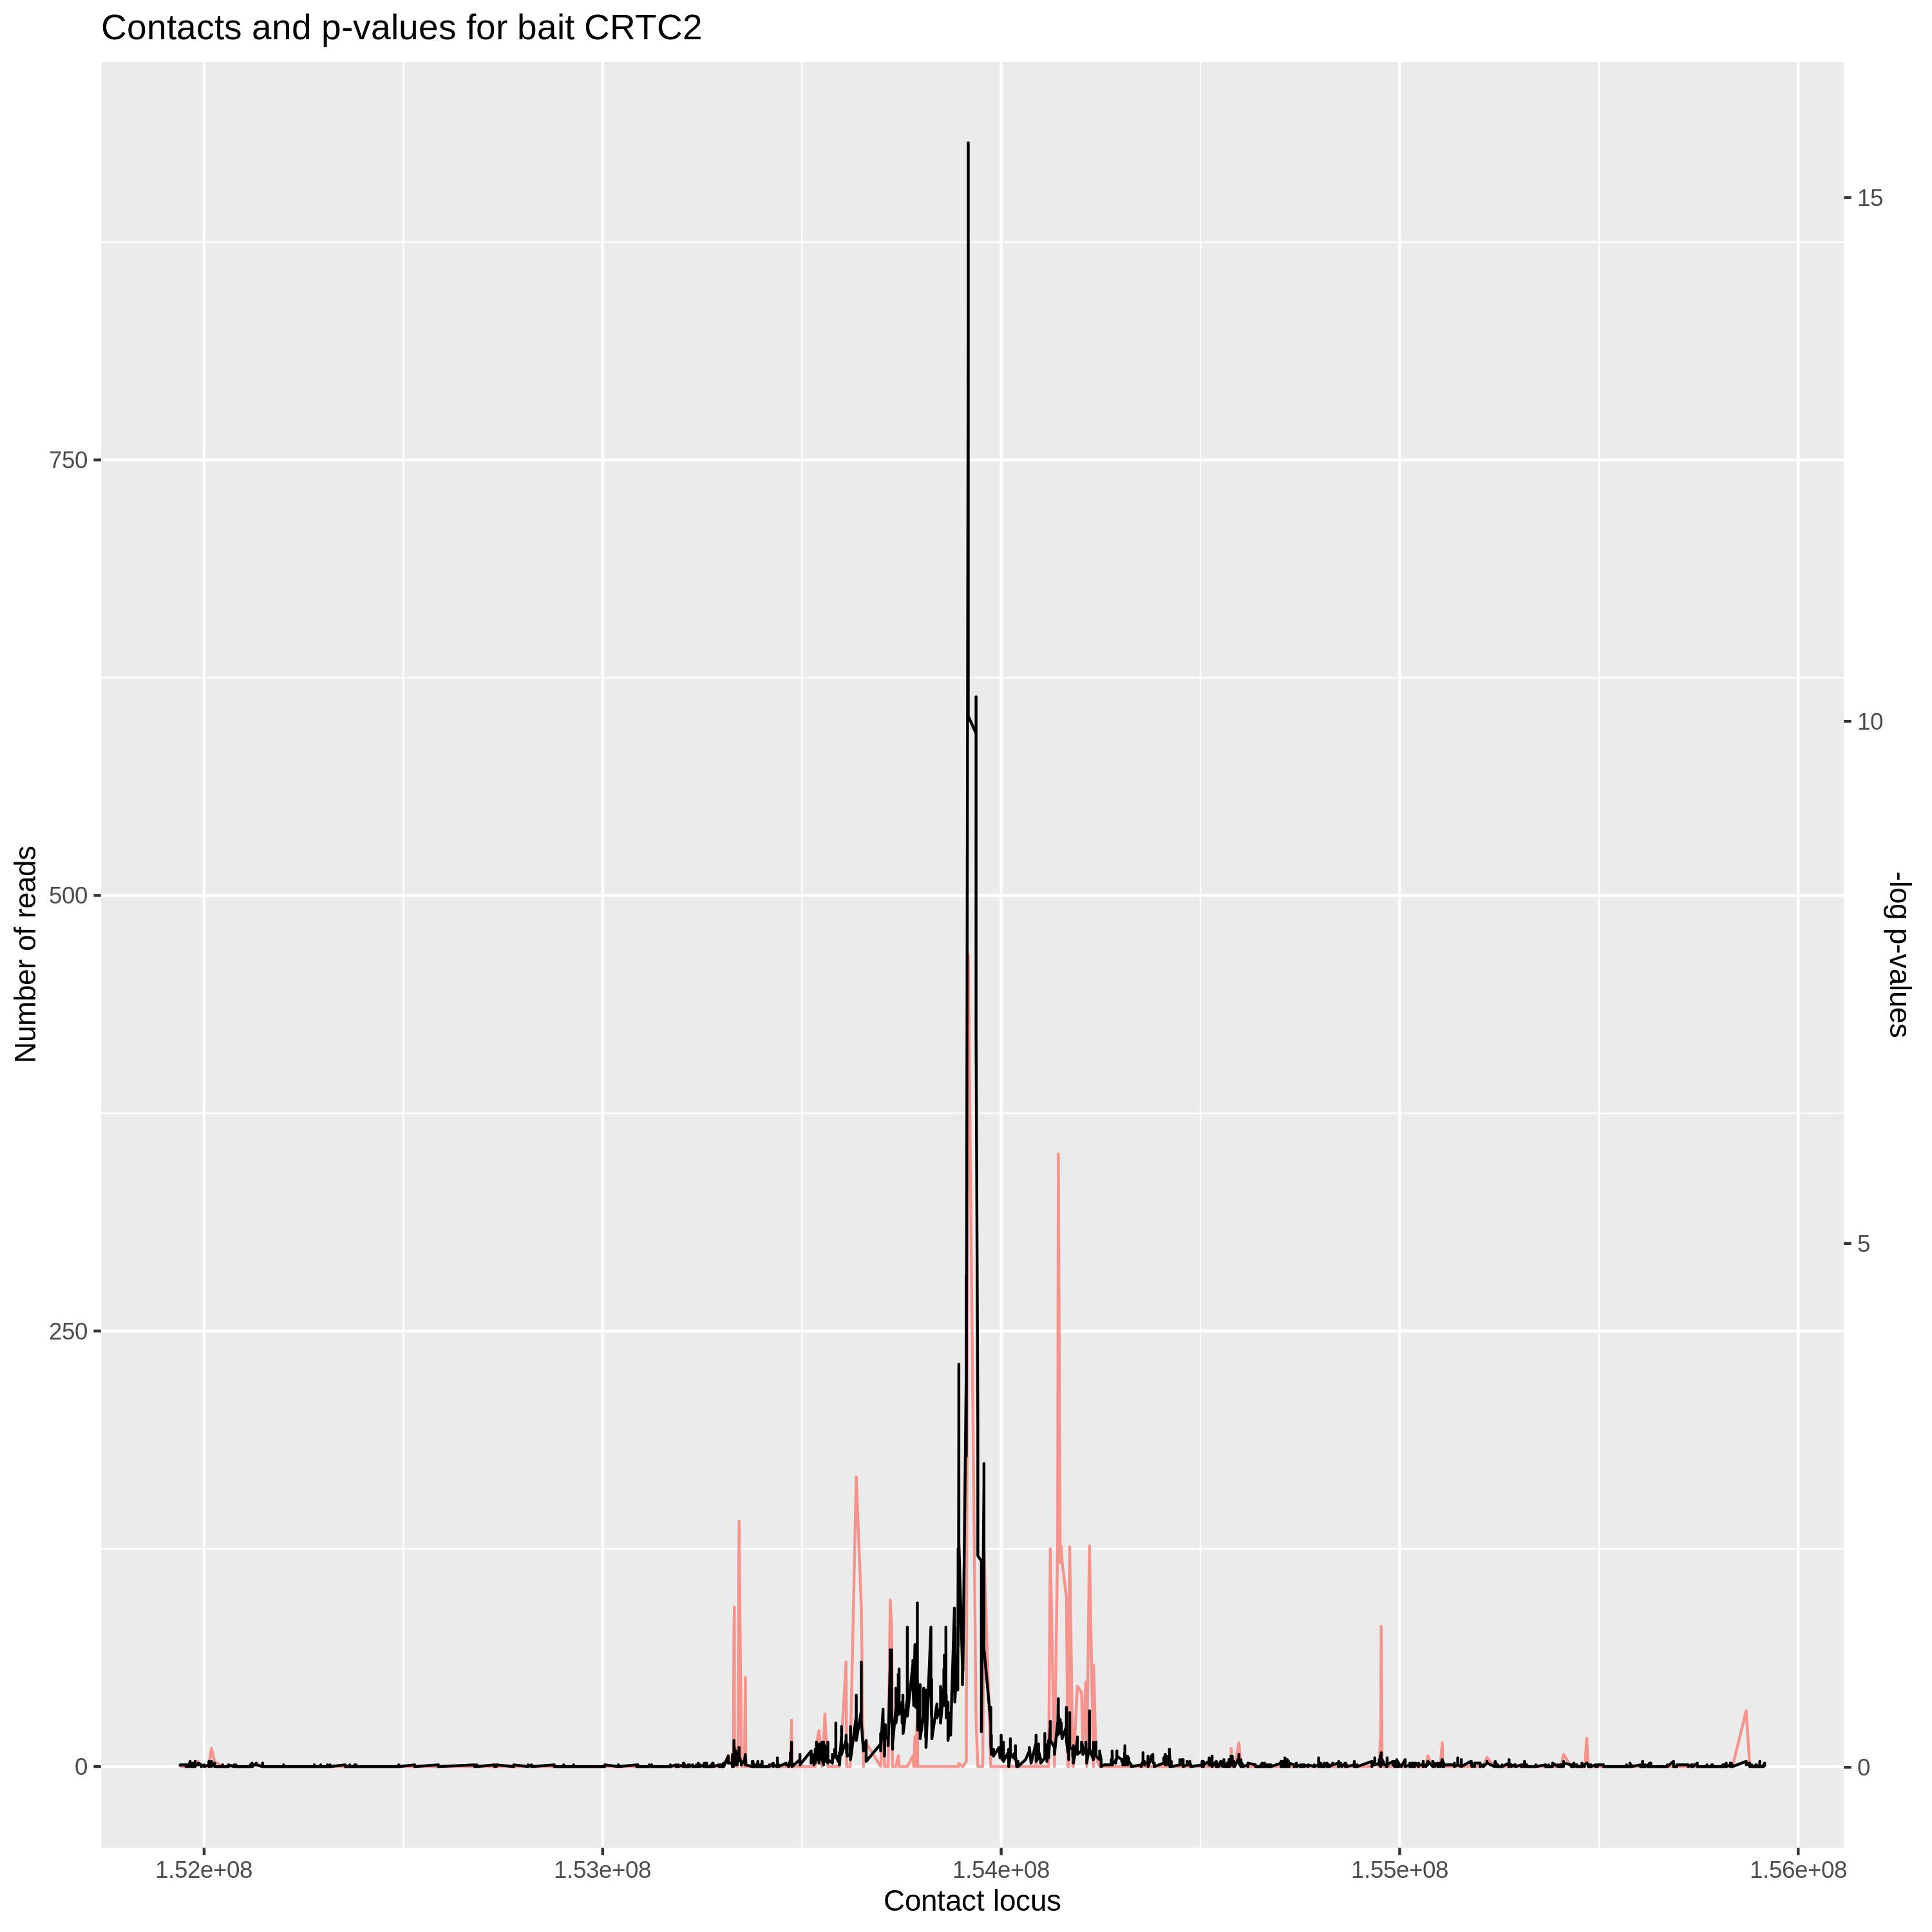 Contacts and p-values for bait CRTC2
15
750
10
500
Number of reads
-log p-values
5
250
0
0
1.52e+08
1.53e+08
1.54e+08
1.55e+08
1.56e+08
Contact locus